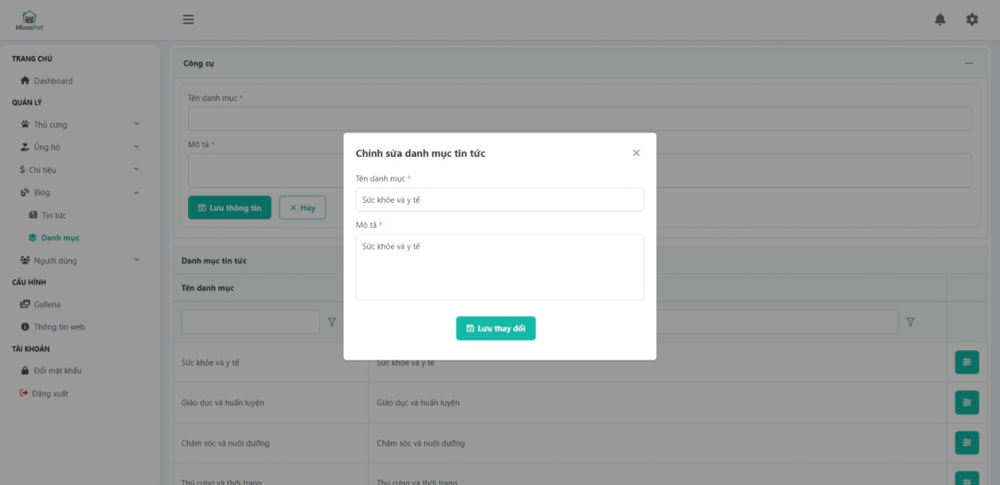 HucePet
TRANG CHỦ
Dashboard
QUẢN LÝ
Thú cưng
Ủng hộ
Chi tiêu
Blog
Tin tức
Danh mục
Người dùng
CẤU HÌNH
Galleria
Thông tin web
TÀI KHOẢN
Đổi mật khẩu
Đăng xuất
Công cụ
Tên danh mục *
Mô tả *
Lưu thông tin
Hủy
Chỉnh sửa danh mục tin tức
Tên danh mục *
Sức khỏe và y tế
Mô tả *
Sức khỏe và y tế
Lưu thay đổi
Danh mục tin tức
Tên danh mục
Sức khỏe và y tế
Sức khỏe và y tế
Giáo dục và huấn luyện
Giáo dục và huấn luyện
Chăm sóc và nuôi dưỡng
Chăm sóc và nuôi dưỡng
Thú cưng và thời trang
Thú cưng và thời trang